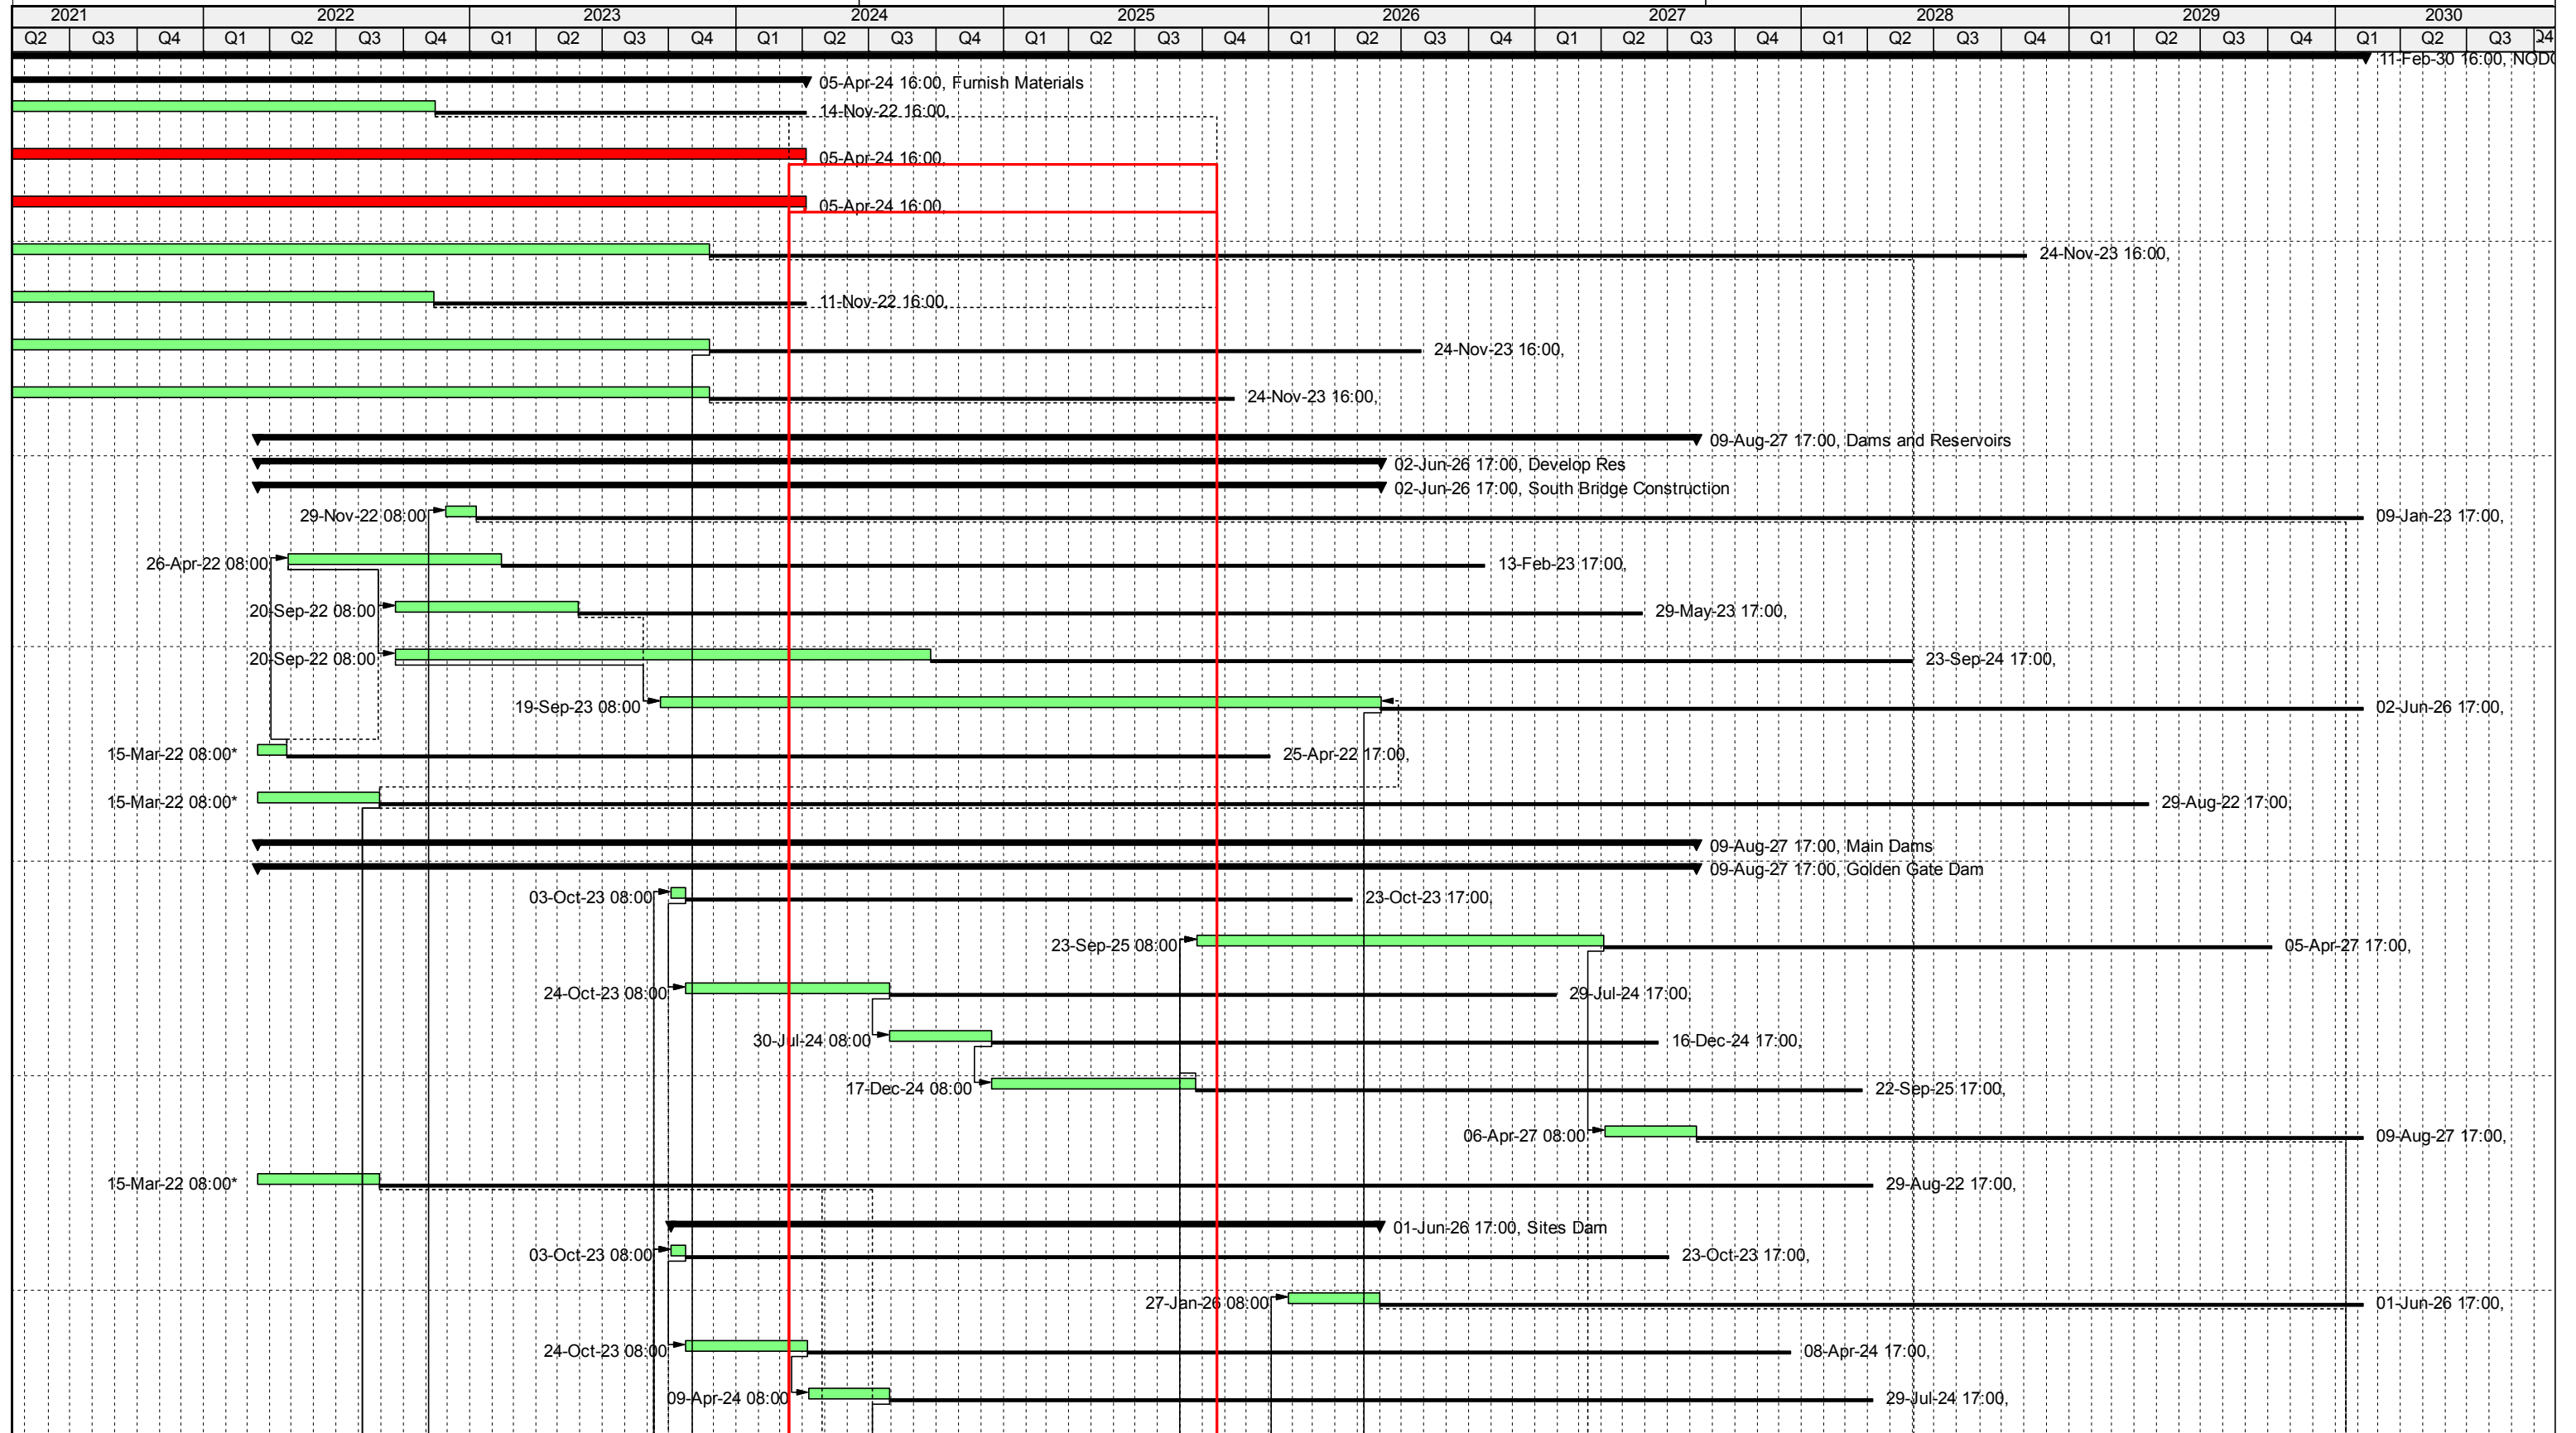 2021 2022 2023 2024 2025 2026 2027 2028 2029 2030
Q2 Q3 Q4 Q1 Q2 Q3 Q4 Q1 Q2 Q3 Q4 Q1 Q2 Q3 Q4 Q1 Q2 Q3 Q4 Q1 Q2 Q3 Q4 Q1 Q2 Q3 Q4 Q1 Q2 Q3 Q4 Q1 Q2 Q3 Q4 Q1 Q2 Q3 Q4
11-Feb-30 16:00,
05-Apr-24 16:00, Furnish Materials
14-Nov-22 16:00,
05-Apr-24 16:00,
05-Apr-24 16:00,
24-Nov-23 16:00,
11-Nov-22 16:00,
24-Nov-23 16:00,
24-Nov-23 16:00,
09-Aug-27 17:00, Dams and Reservoirs
02-Jun-26 17:00, Develop Res
02-Jun-26 17:00, South Bridge Construction
29-Nov-22 08:00 09-Jan-23 17:00,
26-Apr-22 08:00 13-Feb-23 17:00,
20-Sep-22 08:00 29-May-23 17:00,
20-Sep-22 08:00 23-Sep-24 17:00,
19-Sep-23 08:00 02-Jun-26 17:00,
15-Mar-22 08:00* 25-Apr-22 17:00,
15-Mar-22 08:00* 29-Aug-22 17:00,
09-Aug-27 17:00, Main Dams
09-Aug-27 17:00, Golden Gate Dam
03-Oct-23 08:00 23-Oct-23 17:00,
23-Sep-25 08:00 05-Apr-27 17:00,
24-Oct-23 08:00 29-Jul-24 17:00,
30-Jul-24 08:00 16-Dec-24 17:00,
17-Dec-24 08:00 22-Sep-25 17:00,
06-Apr-27 08:00 09-Aug-27 17:00,
15-Mar-22 08:00* 29-Aug-22 17:00,
01-Jun-26 17:00, Sites Dam
03-Oct-23 08:00 23-Oct-23 17:00,
27-Jan-26 08:00 01-Jun-26 17:00,
24-Oct-23 08:00 08-Apr-24 17:00,
09-Apr-24 08:00 29-Jul-24 17:00,